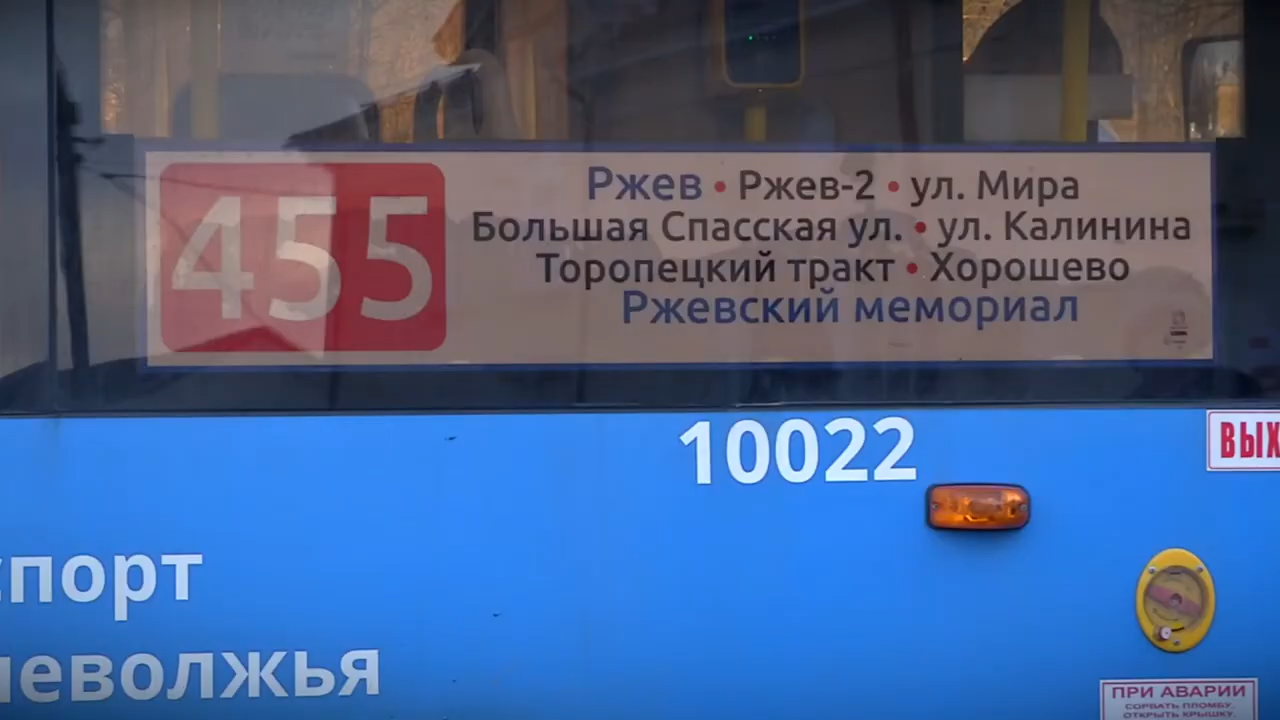 455
Ржев • Ржев-2 • ул. Мира
Большая Спасская ул. • ул. Калинина
Торопецкий тракт • Хорошево
Ржевский мемориал
10022
ВЫХ
спорт
неволжья
ПРИ АВАРИИ
СОРВАТЬ ПЛОМБУ,
ОТКРЫТЬ КРЫШКУ,